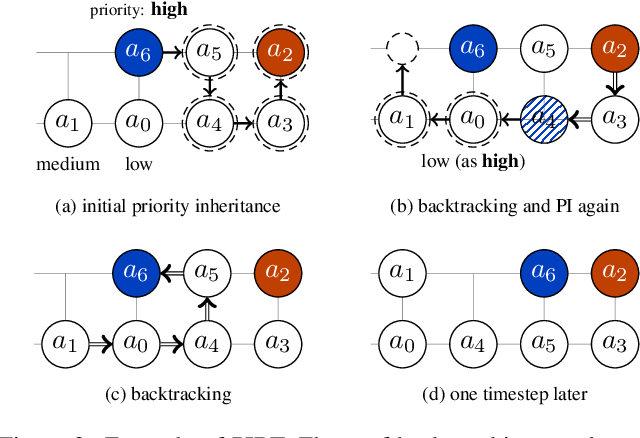 priority: high
a6 a5 a2
a1 a0 a4 a3
medium low
(a) initial priority inheritance
a6 a5 a2
a1 a0 a4 a3
low (as high)
(b) backtracking and PI again
a6 a5 a2
a1 a0 a4 a3
(c) backtracking
a1 a6 a2
a0 a4 a5 a3
(d) one timestep later